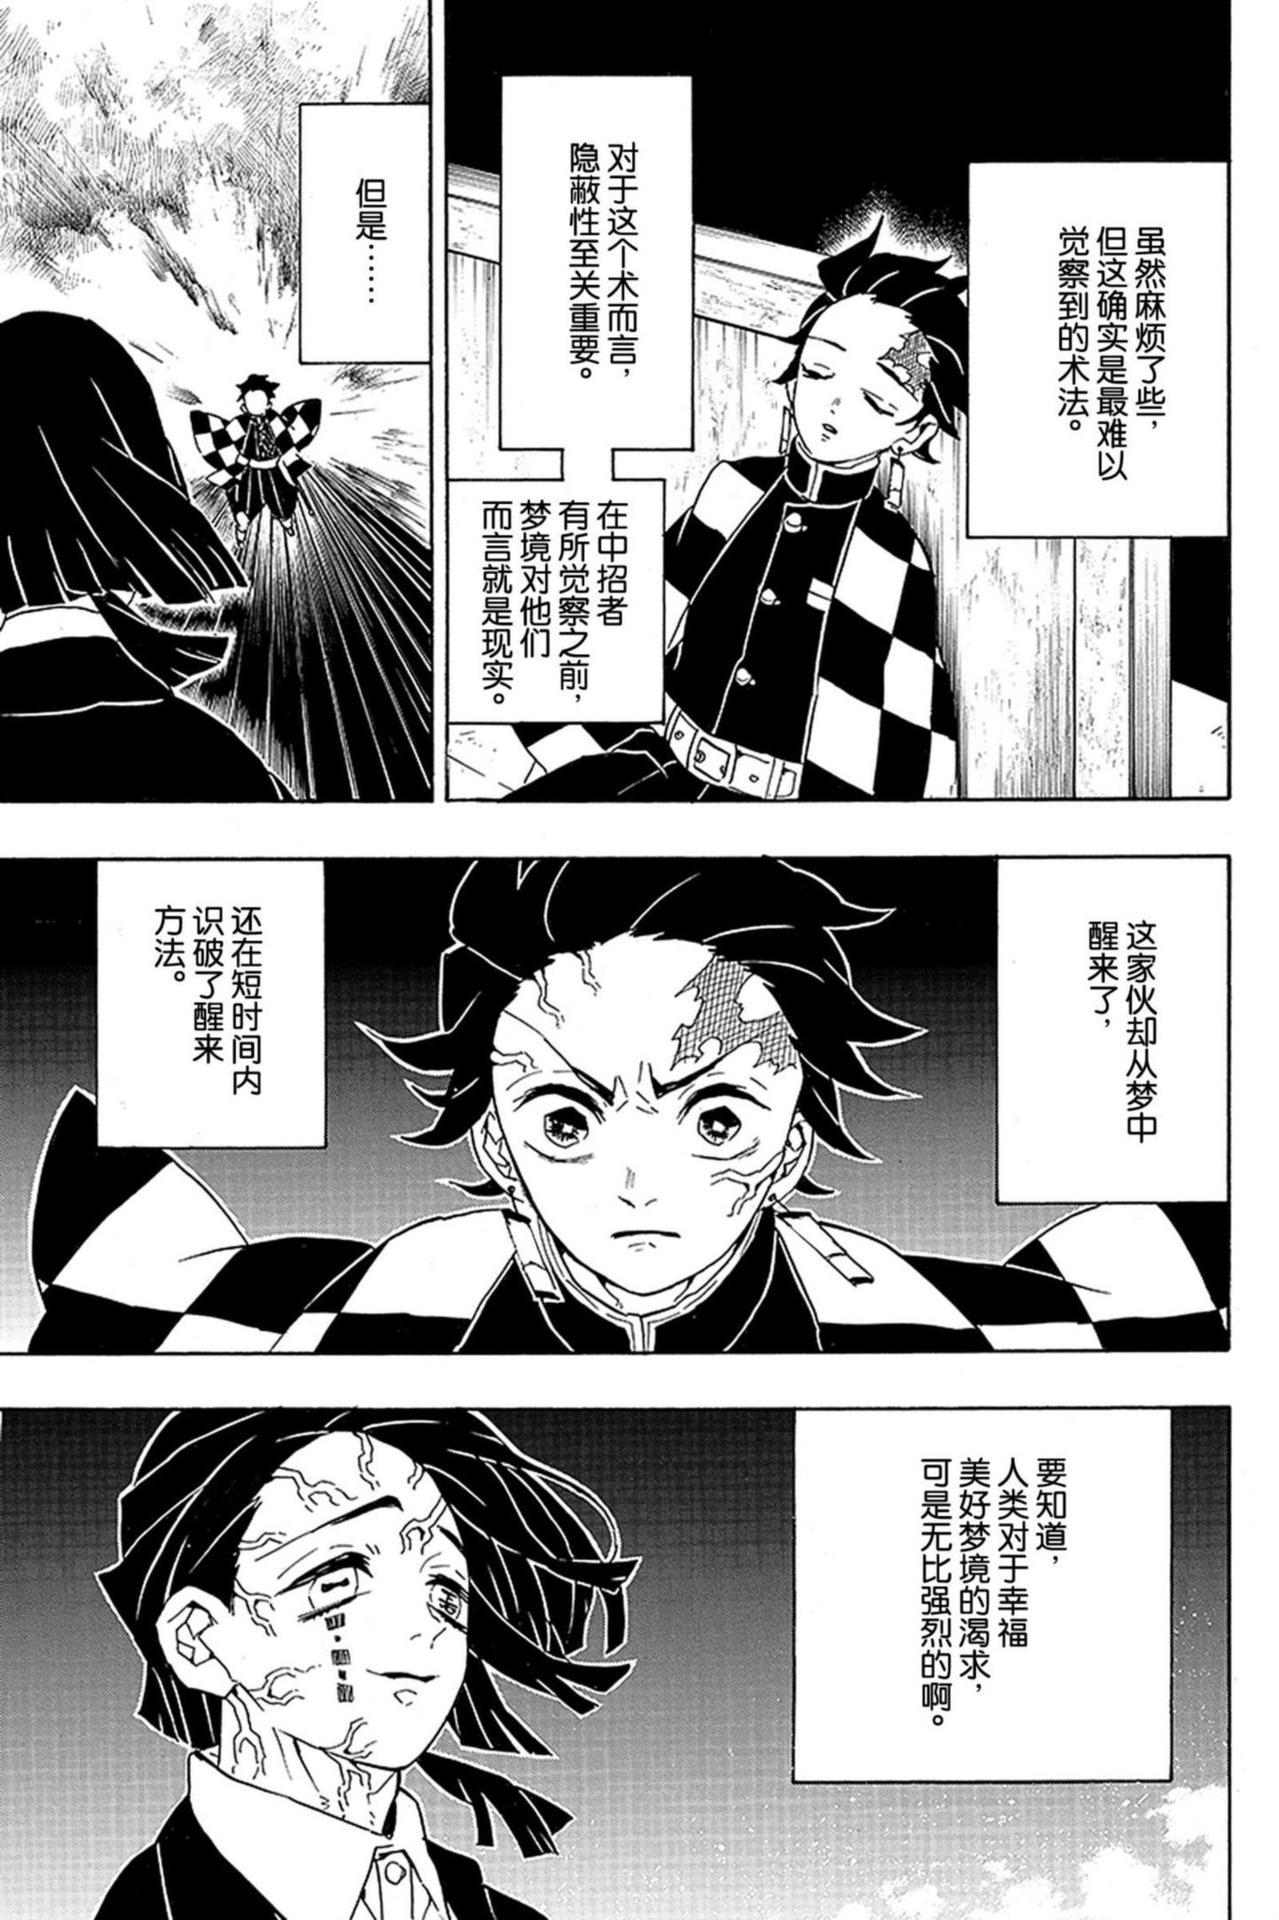 虽然麻烦了些，
但这确实是最难以
觉察到的术法。
对于这个术而言，
隐蔽性至关重要。
在中招者
有所觉察之前，
梦境对他们
而言就是现实。
但是……
这家伙却从梦中
醒来了，
还在短时间内
识破了醒来
方法。
要知道，
人类对于幸福
美好梦境的渴求，
可是无比强烈的啊。